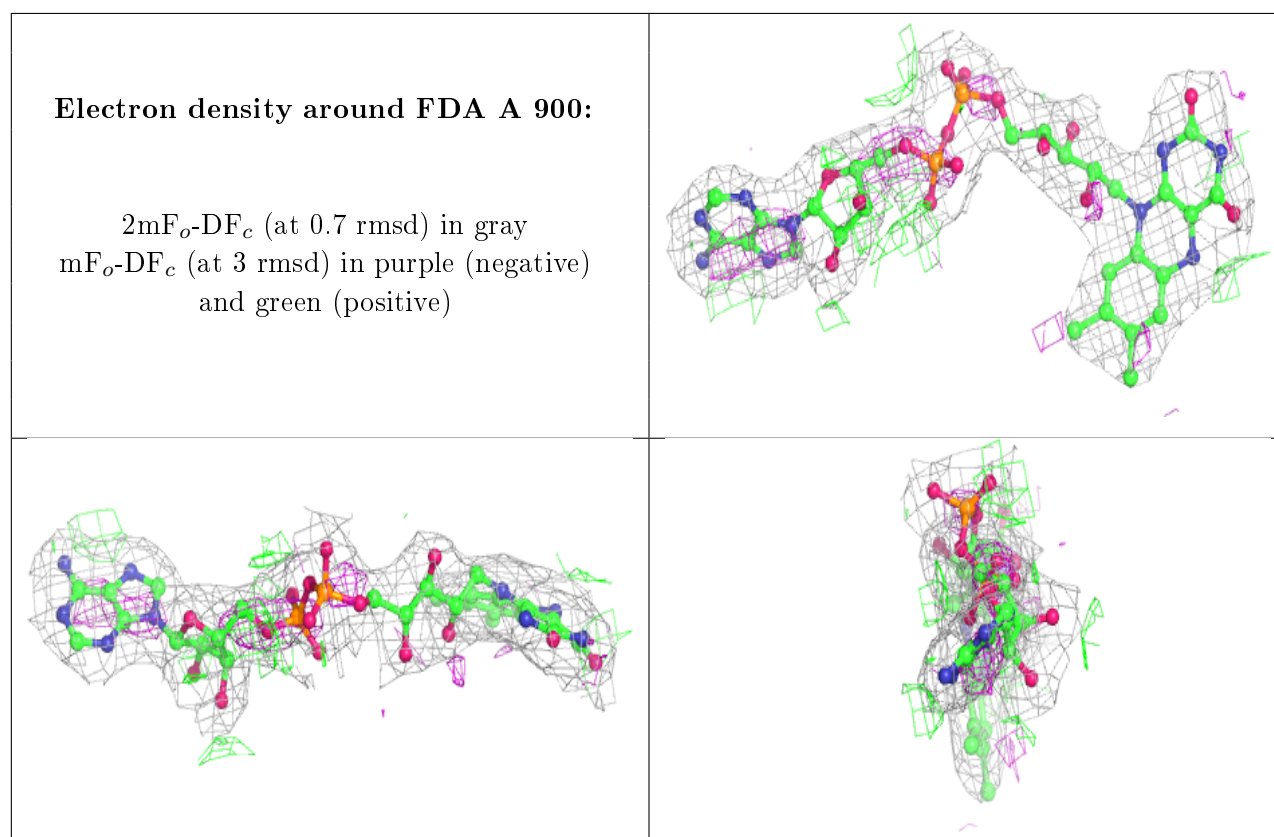 Electron density around FDA A 900:
2mFₒ-DF𝒸 (at 0.7 rmsd) in gray
mFₒ-DF𝒸 (at 3 rmsd) in purple (negative)
and green (positive)